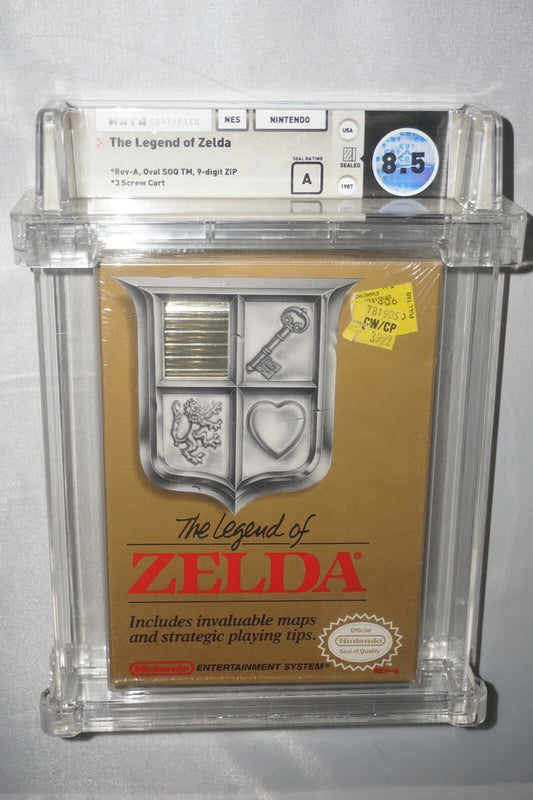 WATA CERTIFIED
NES
NINTENDO
The Legend of Zelda
USA
SEALED
8.5
SEAL RATING
A
*Rev-A, Oval SOQ TM, 9-digit ZIP
*3 Screw Cart
1987
PULL TAB
CW/CP
The Legend of
ZELDA®
Includes invaluable maps
and strategic playing tips.
Official
Nintendo
Seal of Quality
Nintendo ENTERTAINMENT SYSTEM®
REV-A